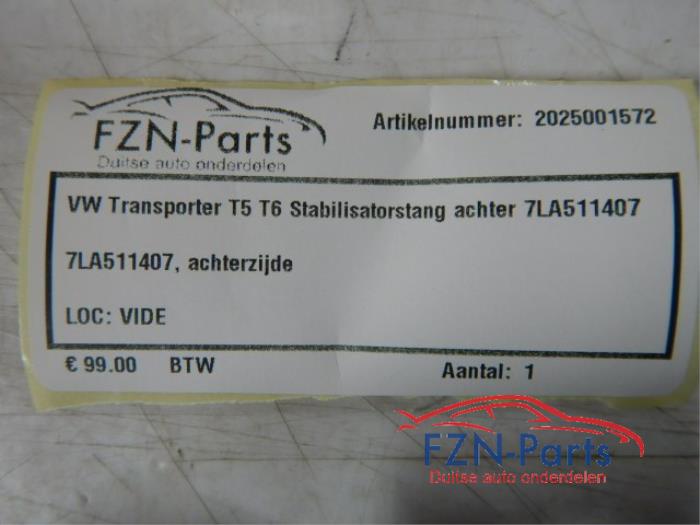 FZN-Parts
Duitse auto onderdelen
Artikelnummer: 2025001572
VW Transporter T5 T6 Stabilisatorstang achter 7LA511407
7LA511407, achterzijde
LOC: VIDE
€ 99.00 BTW
Aantal: 1
FZN-Parts
Duitse auto onderdelen